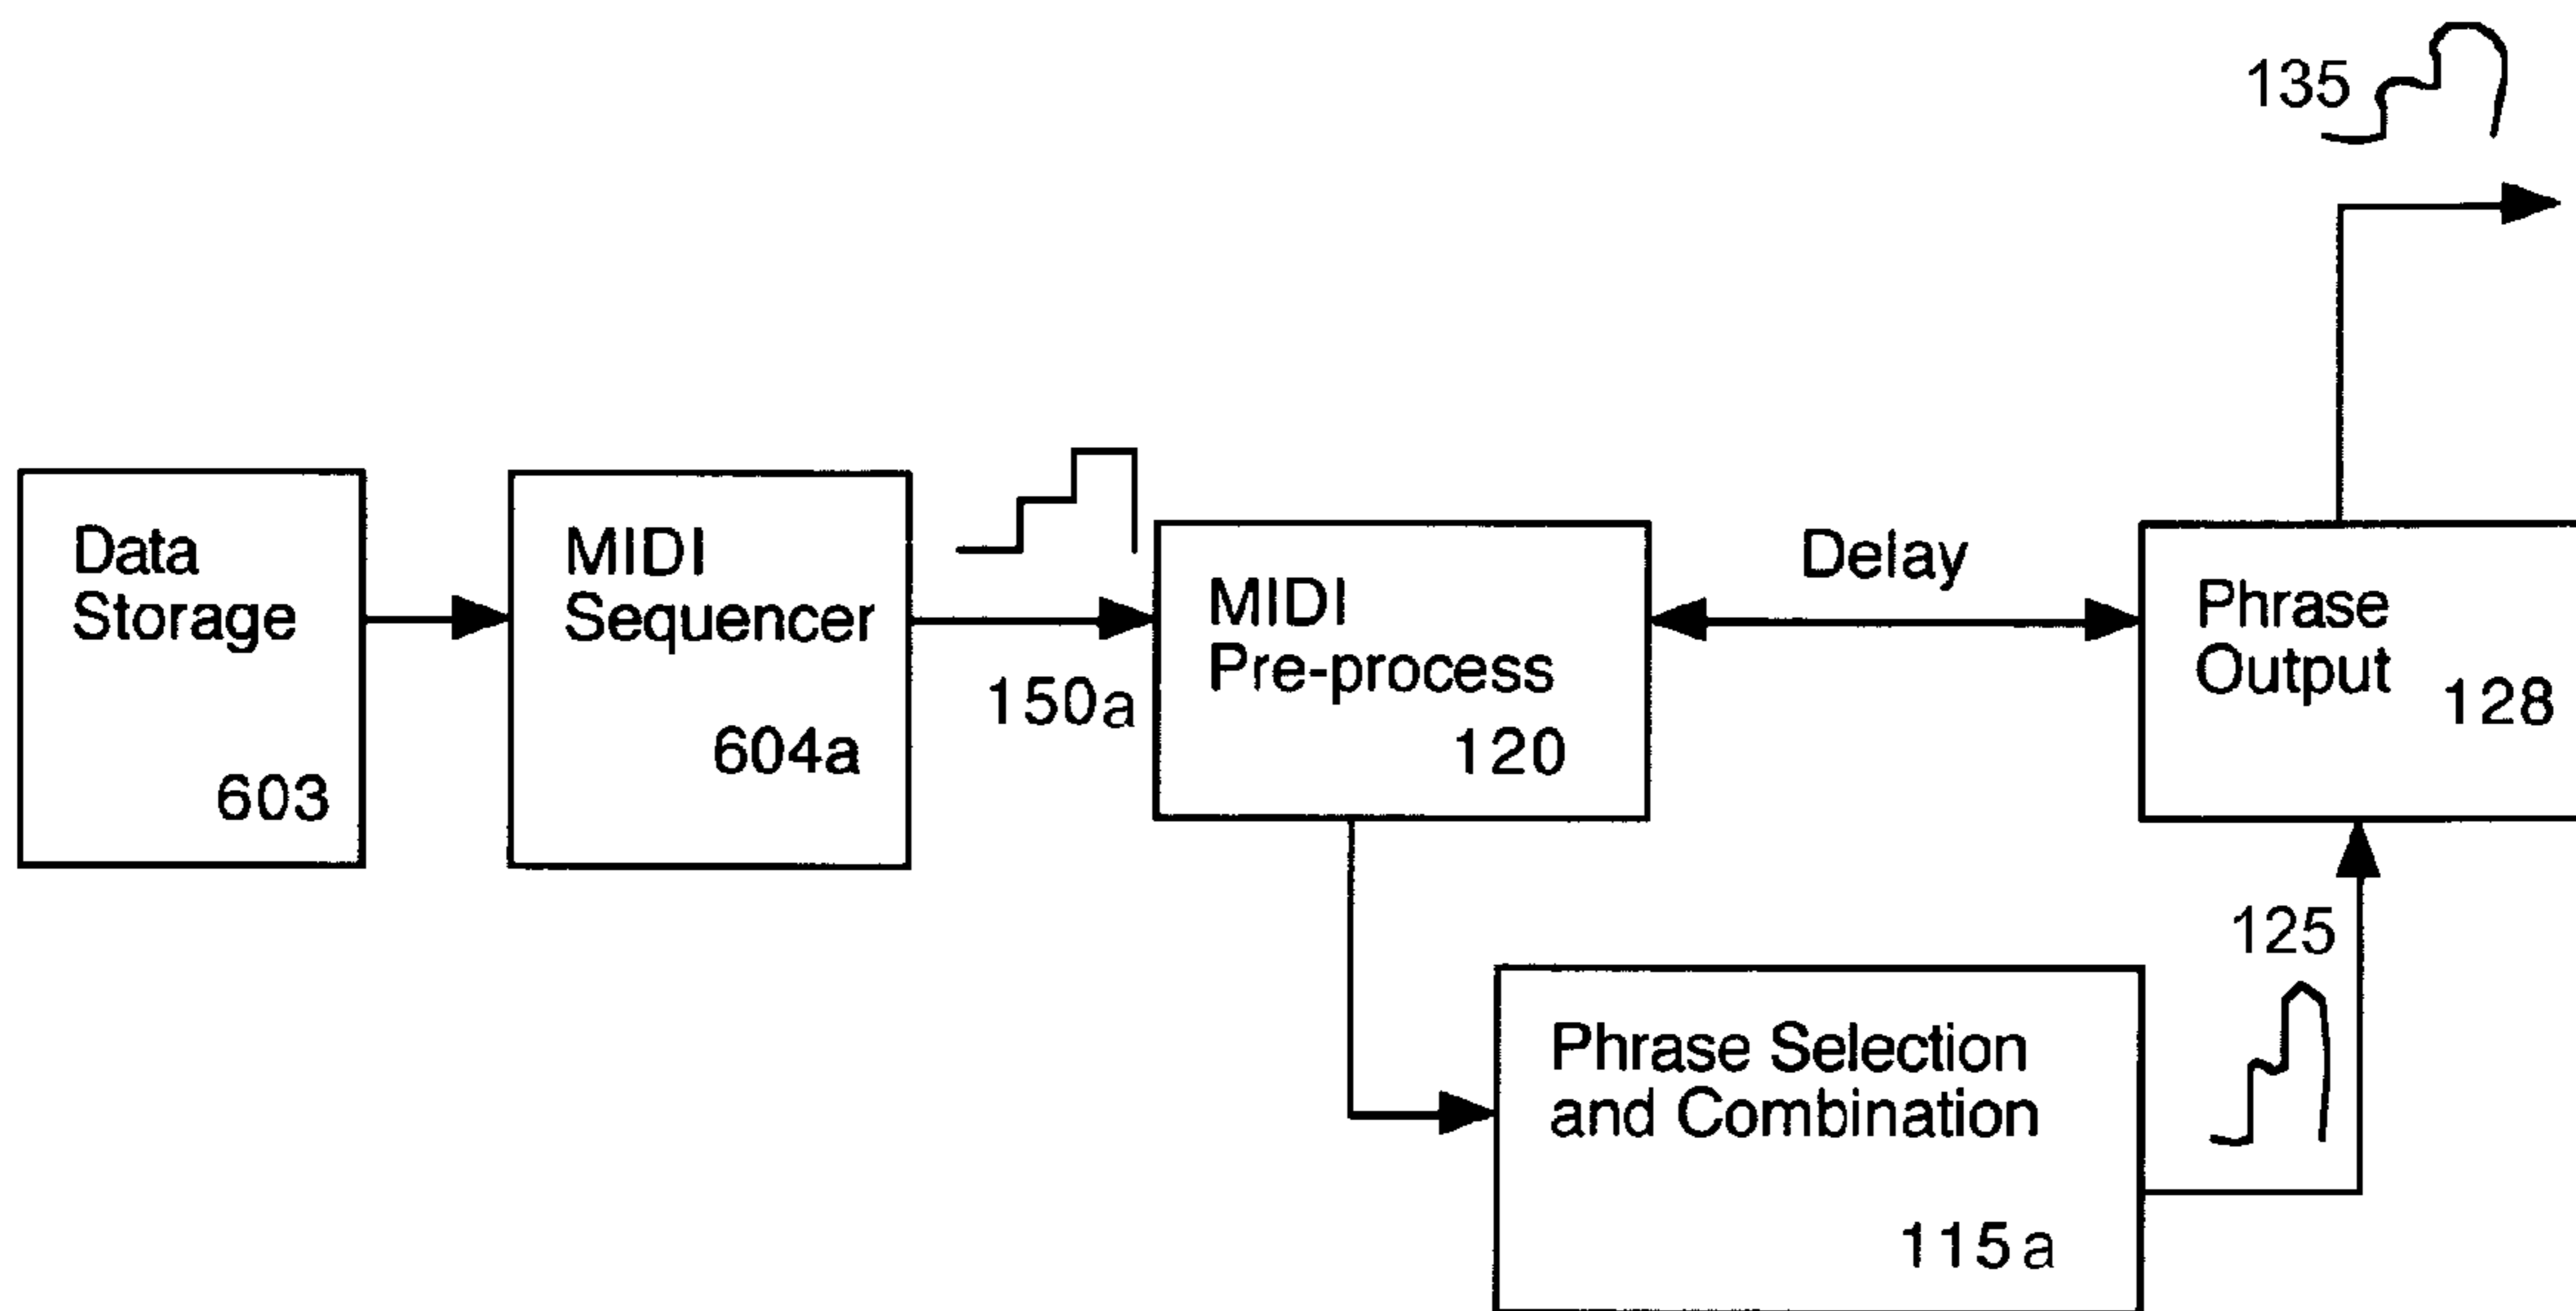 135
Data
Storage
603
MIDI
Sequencer
604a
150a
MIDI
Pre-process
120
Delay
Phrase
Output
128
125
Phrase Selection
and Combination
115a